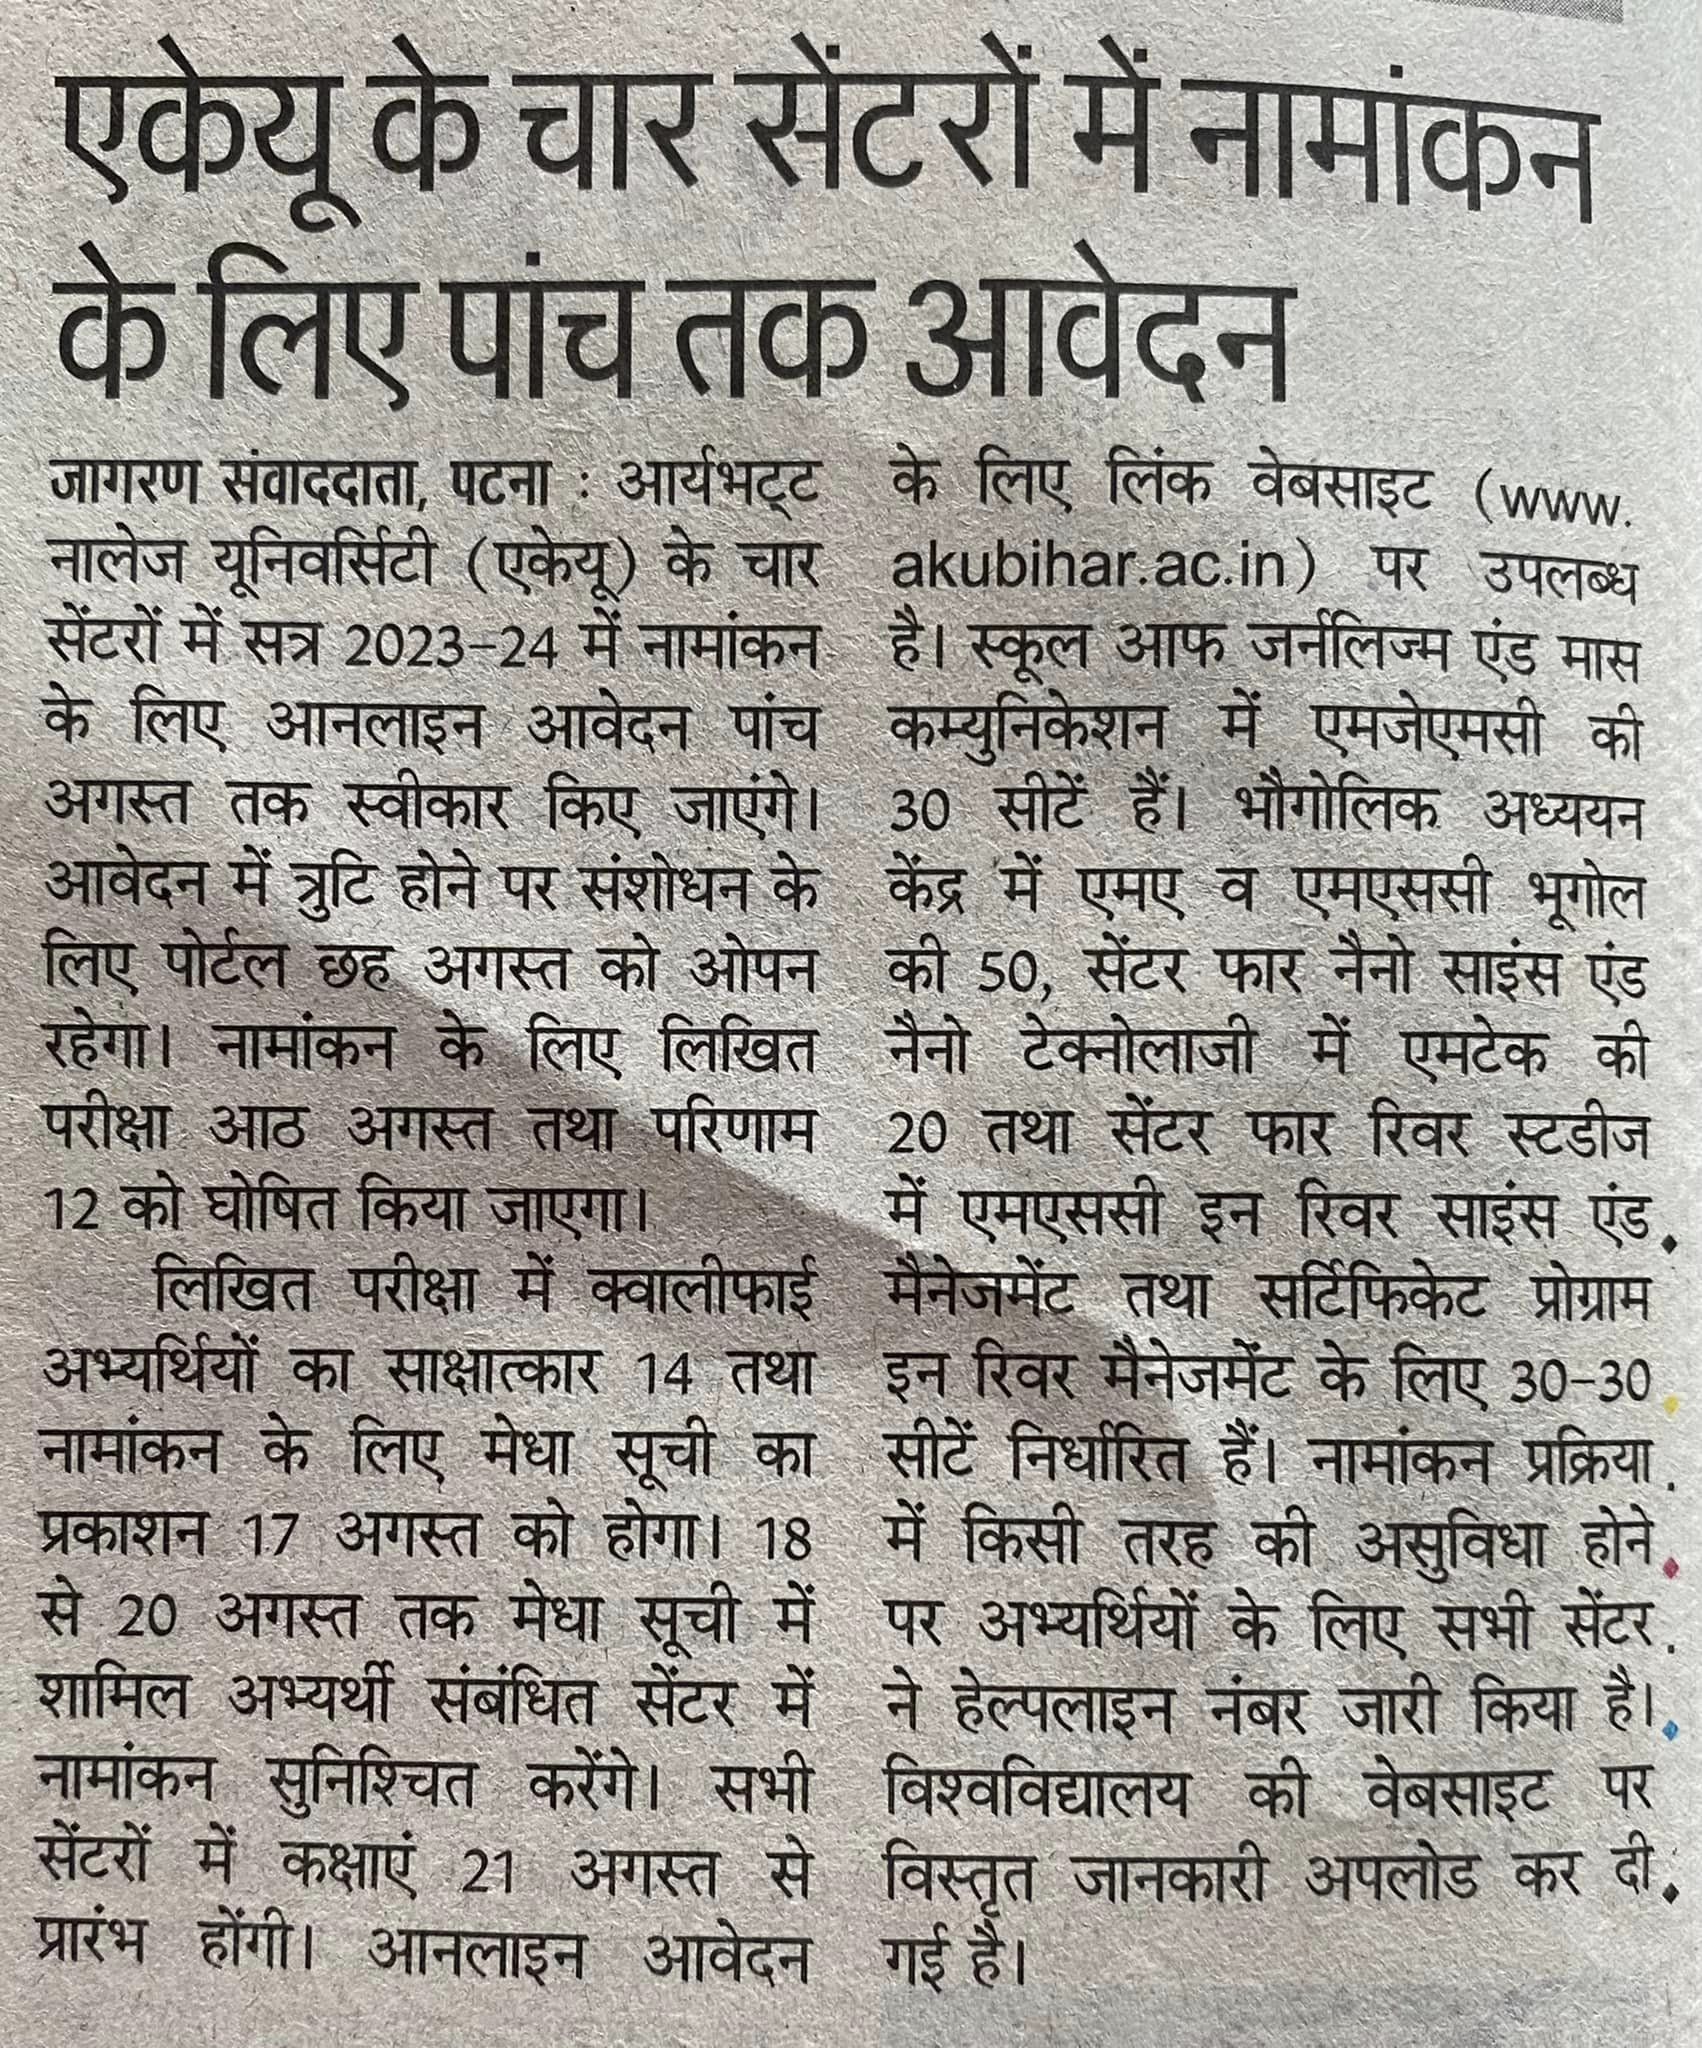 एकेयू के चार सेंटरों में नामांकन
के लिए पांच तक आवेदन
जागरण संवाददाता, पटना : आर्यभट्ट
नालेज यूनिवर्सिटी (एकेयू) के चार
सेंटरों में सत्र 2023-24 में नामांकन
के लिए आनलाइन आवेदन पांच
अगस्त तक स्वीकार किए जाएंगे।
आवेदन में त्रुटि होने पर संशोधन के
लिए पोर्टल छह अगस्त को ओपन
रहेगा। नामांकन के लिए लिखित
परीक्षा आठ अगस्त तथा परिणाम
12 को घोषित किया जाएगा।
लिखित परीक्षा में क्वालीफाई
अभ्यर्थियों का साक्षात्कार 14 तथा
नामांकन के लिए मेधा सूची का
प्रकाशन 17 अगस्त को होगा। 18
से 20 अगस्त तक मेधा सूची में
शामिल अभ्यर्थी संबंधित सेंटर में
नामांकन सुनिश्चित करेंगे। सभी
सेंटरों में कक्षाएं 21 अगस्त से
प्रारंभ होंगी। आनलाइन आवेदन
के लिए लिंक वेबसाइट (www.
akubihar.ac.in) पर उपलब्ध
है। स्कूल आफ जर्नलिज्म एंड मास
कम्युनिकेशन में एमजेएमसी की
30 सीटें हैं। भौगोलिक अध्ययन
केंद्र में एमए व एमएससी भूगोल
की 50, सेंटर फार नैनो साइंस एंड
नैनो टेक्नोलाजी में एमटेक की
20 तथा सेंटर फार रिवर स्टडीज
में एमएससी इन रिवर साइंस एंड
मैनेजमेंट तथा सर्टिफिकेट प्रोग्राम
इन रिवर मैनेजमेंट के लिए 30-30
सीटें निर्धारित हैं। नामांकन प्रक्रिया
में किसी तरह की असुविधा होने
पर अभ्यर्थियों के लिए सभी सेंटर
ने हेल्पलाइन नंबर जारी किया है।
विश्वविद्यालय की वेबसाइट पर
विस्तृत जानकारी अपलोड कर दी
गई है।